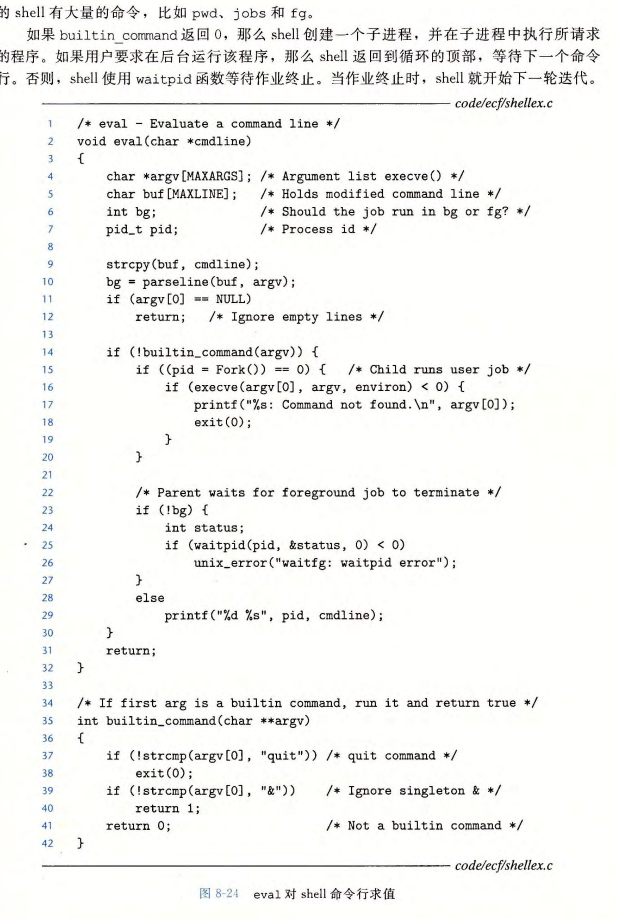 的 shell 有大量的命令，比如 pwd、jobs 和 fg。
如果 builtin_command 返回 0，那么 shell 创建一个子进程，并在子进程中执行所请求
的程序。如果用户要求在后台运行该程序，那么 shell 返回到循环的顶部，等待下一个命令
行。否则，shell 使用 waitpid 函数等待作业终止。当作业终止时，shell 就开始下一轮迭代。
code/ecf/shellex.c
1 /* eval - Evaluate a command line */
2 void eval(char *cmdline)
3 {
4     char *argv[MAXARGS]; /* Argument list execve() */
5     char buf[MAXLINE];   /* Holds modified command line */
6     int bg;              /* Should the job run in bg or fg? */
7     pid_t pid;           /* Process id */
8
9     strcpy(buf, cmdline);
10     bg = parseline(buf, argv);
11     if (argv[0] == NULL)
12         return;   /* Ignore empty lines */
13
14     if (!builtin_command(argv)) {
15         if ((pid = Fork()) == 0) {   /* Child runs user job */
16             if (execve(argv[0], argv, environ) < 0) {
17                 printf("%s: Command not found.\n", argv[0]);
18                 exit(0);
19             }
20         }
21
22         /* Parent waits for foreground job to terminate */
23         if (!bg) {
24             int status;
25             if (waitpid(pid, &status, 0) < 0)
26                 unix_error("waitfg: waitpid error");
27         }
28         else
29             printf("%d %s", pid, cmdline);
30     }
31     return;
32 }
33
34 /* If first arg is a builtin command, run it and return true */
35 int builtin_command(char **argv)
36 {
37     if (!strcmp(argv[0], "quit")) /* quit command */
38         exit(0);
39     if (!strcmp(argv[0], "&"))    /* Ignore singleton & */
40         return 1;
41     return 0;                     /* Not a builtin command */
42 }
code/ecf/shellex.c
图 8-24 eval 对 shell 命令行求值